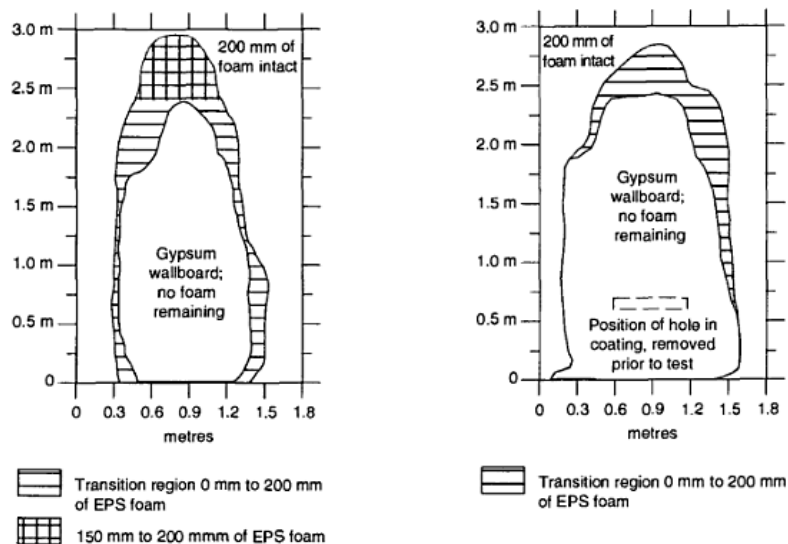 3.0 m
200 mm of
foam intact
2.5 m
2.0 m
1.5 m
Gypsum
wallboard;
no foam
remaining
1.0 m
0.5 m
0
0 0.3 0.6 0.9 1.2 1.5 1.8
metres
Transition region 0 mm to 200 mm
of EPS foam
150 mm to 200 mmm of EPS foam
3.0 m
200 mm
of foam
intact
2.5 m
2.0 m
Gypsum
wallboard;
no foam
remaining
1.5 m
1.0 m
0.5 m
Position of hole in
coating, removed
prior to test
0
0 0.3 0.6 0.9 1.2 1.5 1.8
metres
Transition region 0 mm to 200 mm
of EPS foam